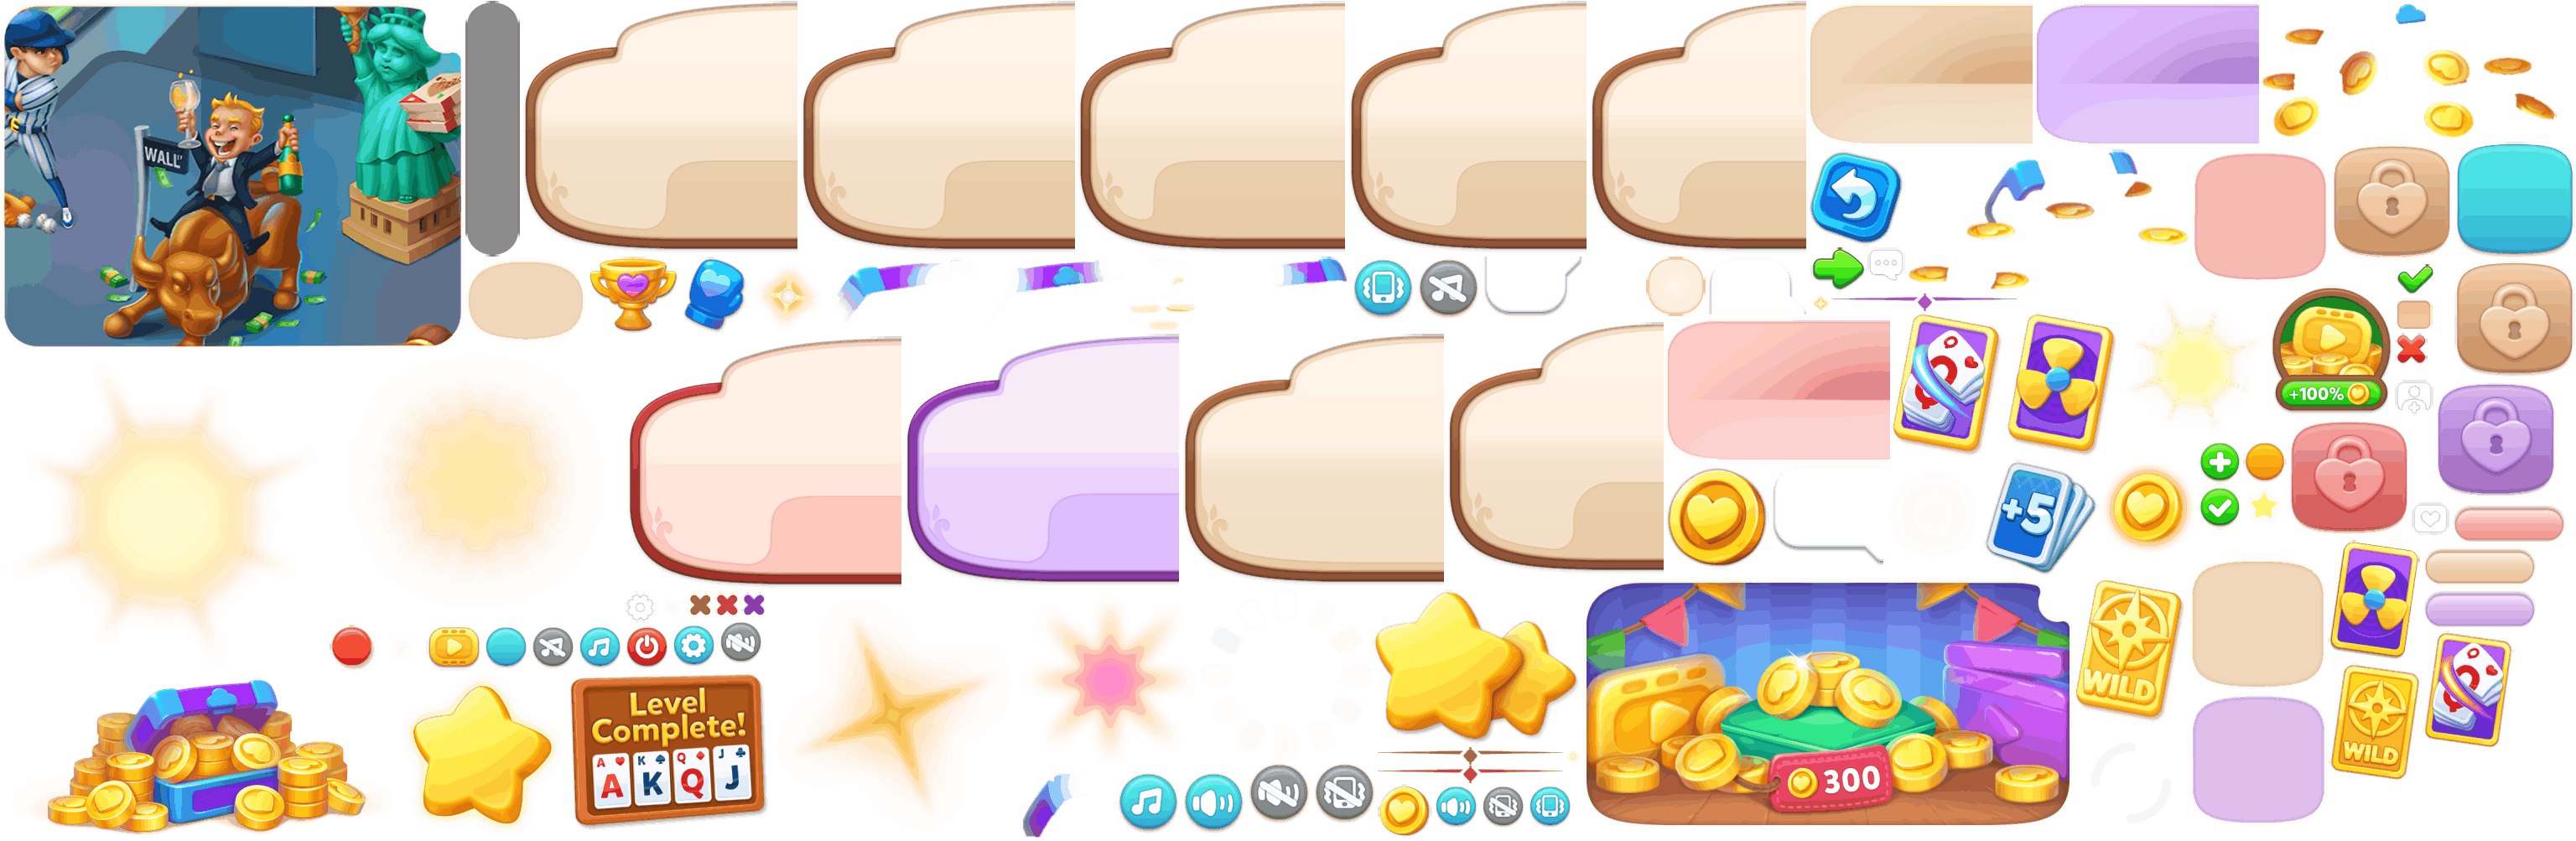 WALL
+100%
+5
WILD
WILD
Level
Complete!
A K Q J
A K Q J
300
Q
Q